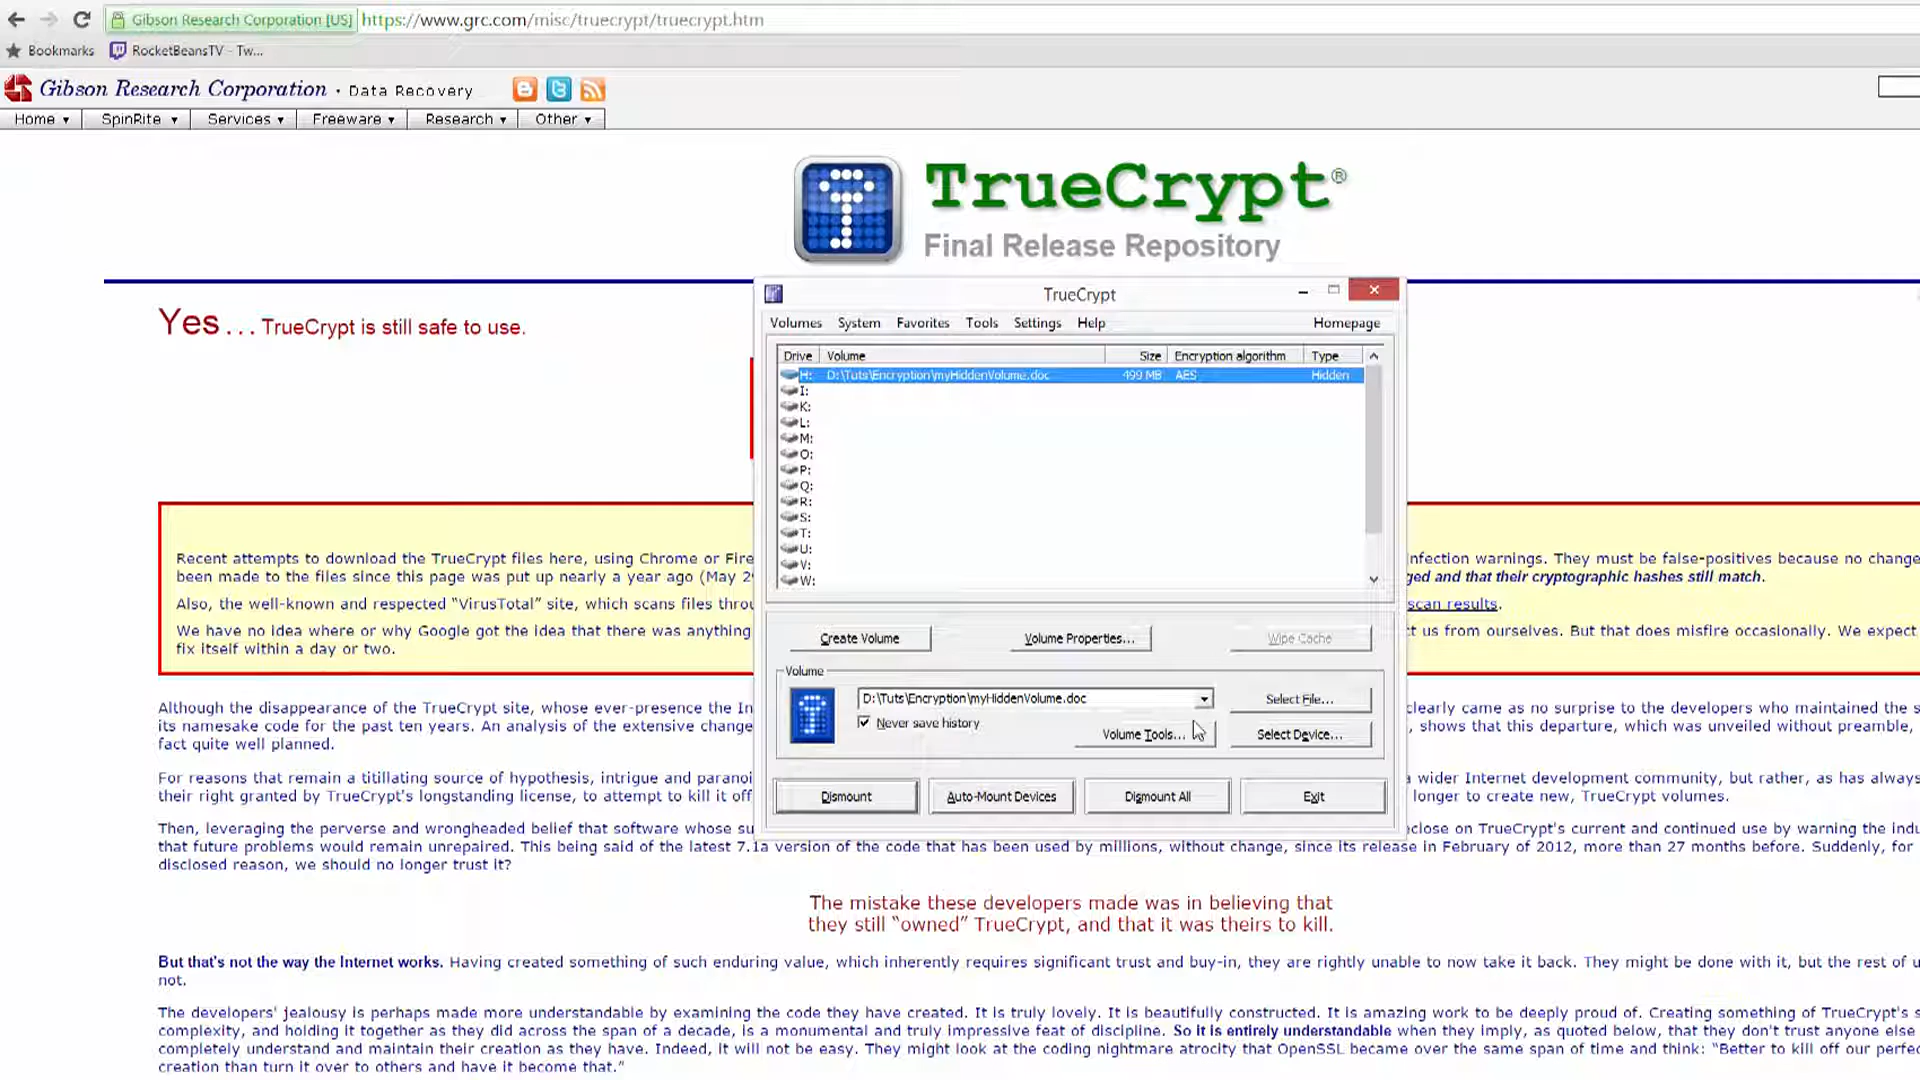 Gibson Research Corporation [US] https://www.grc.com/misc/truecrypt/truecrypt.htm
Bookmarks RocketBeansTV - Tw...
Gibson Research Corporation · Data Recovery
Home ▾ SpinRite ▾ Services ▾ Freeware ▾ Research ▾ Other ▾
TrueCrypt®
Final Release Repository
Yes... TrueCrypt is still safe to use.
TrueCrypt
Volumes System Favorites Tools Settings Help Homepage
Drive Volume Size Encryption algorithm Type
H: D:\Tuts\Encryption\myHiddenVolume.doc 499 MB AES Hidden
I:
K:
L:
M:
O:
P:
Q:
R:
S:
T:
U:
V:
W:
Create Volume Volume Properties... Wipe Cache
Volume
D:\Tuts\Encryption\myHiddenVolume.doc Select File...
Never save history
Volume Tools... Select Device...
Dismount Auto-Mount Devices Dismount All Exit
Recent attempts to download the TrueCrypt files here, using Chrome or Fire nfection warnings. They must be false-positives because no change
been made to the files since this page was put up nearly a year ago (May 2 ged and that their cryptographic hashes still match.
Also, the well-known and respected “VirusTotal” site, which scans files throu scan results.
We have no idea where or why Google got the idea that there was anything t us from ourselves. But that does misfire occasionally. We expect
fix itself within a day or two.
Although the disappearance of the TrueCrypt site, whose ever-presence the In clearly came as no surprise to the developers who maintained the s
its namesake code for the past ten years. An analysis of the extensive change , shows that this departure, which was unveiled without preamble,
fact quite well planned.
For reasons that remain a titillating source of hypothesis, intrigue and paranoi a wider Internet development community, but rather, as has always
their right granted by TrueCrypt's longstanding license, to attempt to kill it off longer to create new, TrueCrypt volumes.
Then, leveraging the perverse and wrongheaded belief that software whose su close on TrueCrypt's current and continued use by warning the indu
that future problems would remain unrepaired. This being said of the latest 7.1a version of the code that has been used by millions, without change, since its release in February of 2012, more than 27 months before. Suddenly, for
disclosed reason, we should no longer trust it?
The mistake these developers made was in believing that
they still “owned” TrueCrypt, and that it was theirs to kill.
But that's not the way the Internet works. Having created something of such enduring value, which inherently requires significant trust and buy-in, they are rightly unable to now take it back. They might be done with it, but the rest of u
not.
The developers' jealousy is perhaps made more understandable by examining the code they have created. It is truly lovely. It is beautifully constructed. It is amazing work to be deeply proud of. Creating something of TrueCrypt's s
complexity, and holding it together as they did across the span of a decade, is a monumental and truly impressive feat of discipline. So it is entirely understandable when they imply, as quoted below, that they don't trust anyone else
completely understand and maintain their creation as they have. Indeed, it will not be easy. They might look at the coding nightmare atrocity that OpenSSL became over the same span of time and think: “Better to kill off our perfec
creation than turn it over to others and have it become that.”